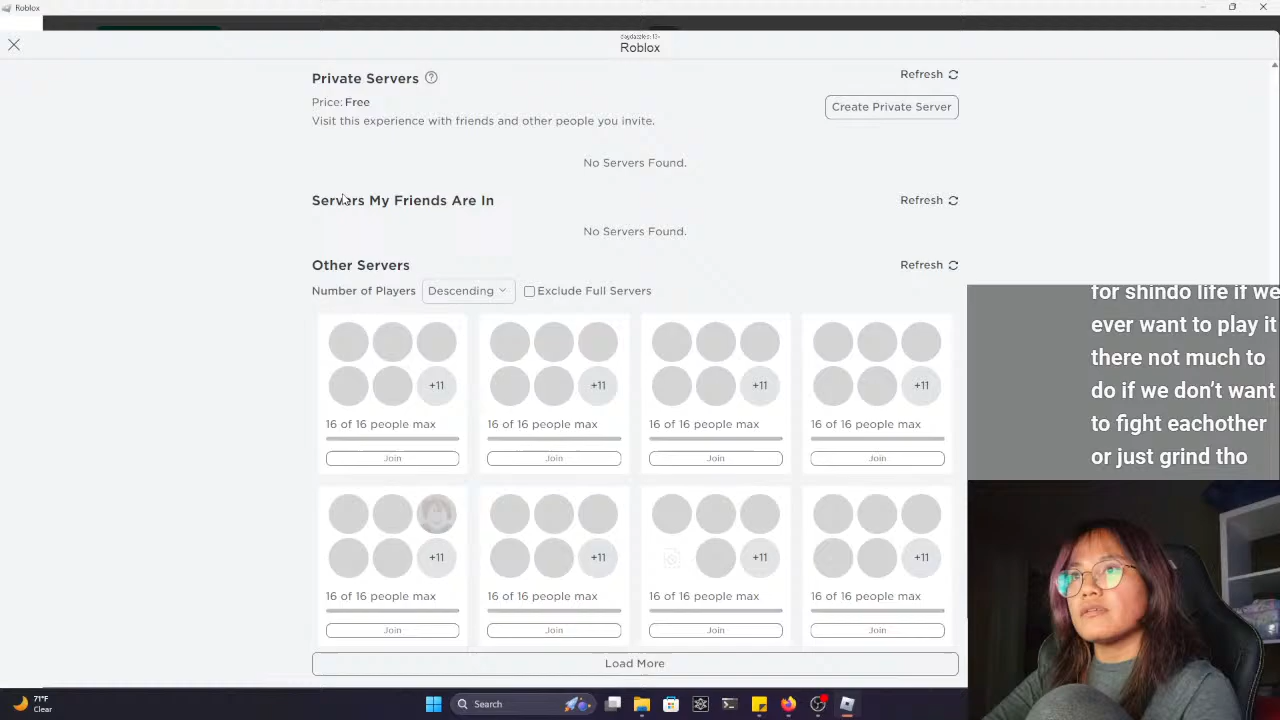 Roblox
daydazzled: 13+
Roblox
Private Servers
Refresh
Price: Free
Create Private Server
Visit this experience with friends and other people you invite.
No Servers Found.
Servers My Friends Are In
Refresh
No Servers Found.
Other Servers
Refresh
Number of Players
Descending
Exclude Full Servers
+11
+11
+11
+11
16 of 16 people max
16 of 16 people max
16 of 16 people max
16 of 16 people max
Join
Join
Join
Join
+11
+11
+11
+11
16 of 16 people max
16 of 16 people max
16 of 16 people max
16 of 16 people max
Join
Join
Join
Join
Load More
for shindo life if we
ever want to play it
there not much to
do if we don't want
to fight eachother
or just grind tho
71°F
Clear
Search